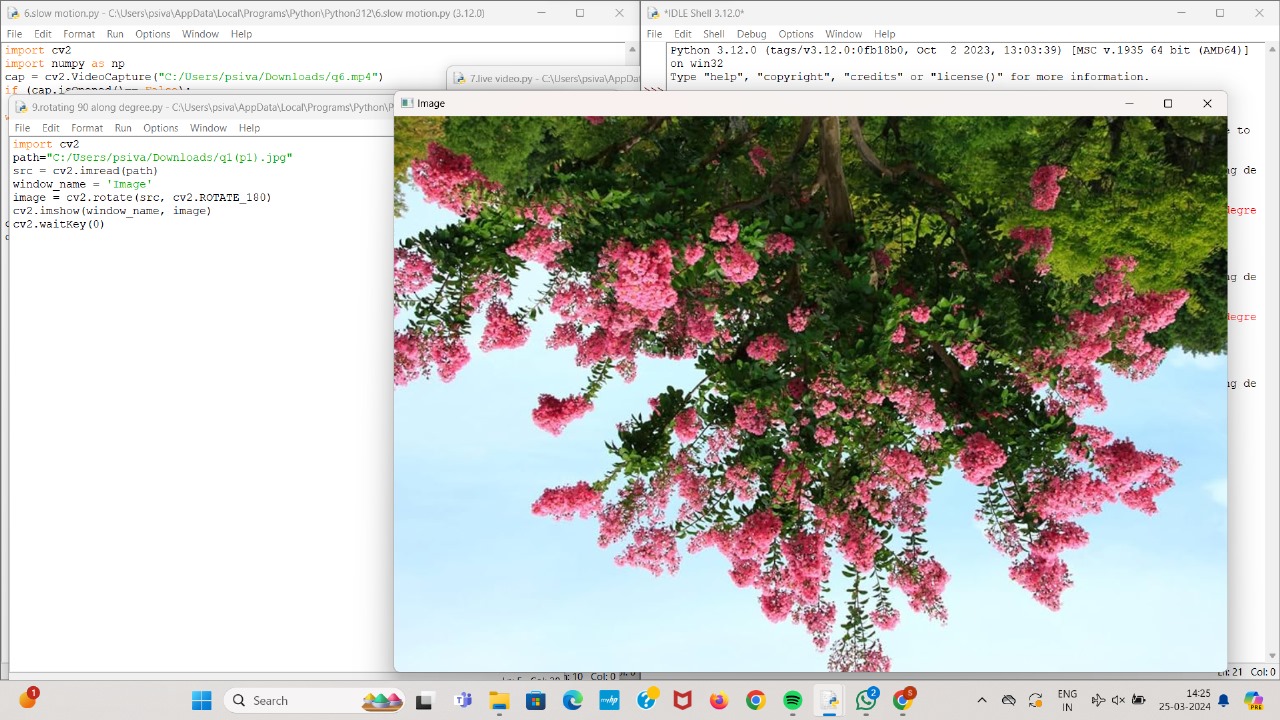 6.slow motion.py - C:\Users\psiva\AppData\Local\Programs\Python\Python312\6.slow motion.py (3.12.0)
File Edit Format Run Options Window Help
import cv2
import numpy as np
cap = cv2.VideoCapture("C:/Users/psiva/Downloads/q6.mp4")
if (cap.isOpened()== False):
7.live video.py - C:\Users\psiva\AppDat
9.rotating 90 along degree.py - C:\Users\psiva\AppData\Local\Programs\Python\P
File Edit Format Run Options Window Help
import cv2
path="C:/Users/psiva/Downloads/q1(p1).jpg"
src = cv2.imread(path)
window_name = 'Image'
image = cv2.rotate(src, cv2.ROTATE_180)
cv2.imshow(window_name, image)
cv2.waitKey(0)
*IDLE Shell 3.12.0*
File Edit Shell Debug Options Window Help
Python 3.12.0 (tags/v3.12.0:0fb18b0, Oct  2 2023, 13:03:39) [MSC v.1935 64 bit (AMD64)]
on win32
Type "help", "copyright", "credits" or "license()" for more information.
>>>
Image
e to
g de
degre
g de
degre
g de
Ln: 21 Col: 0
1
Search
myhp
2
S
ENG
IN
14:25
25-03-2024
PRE